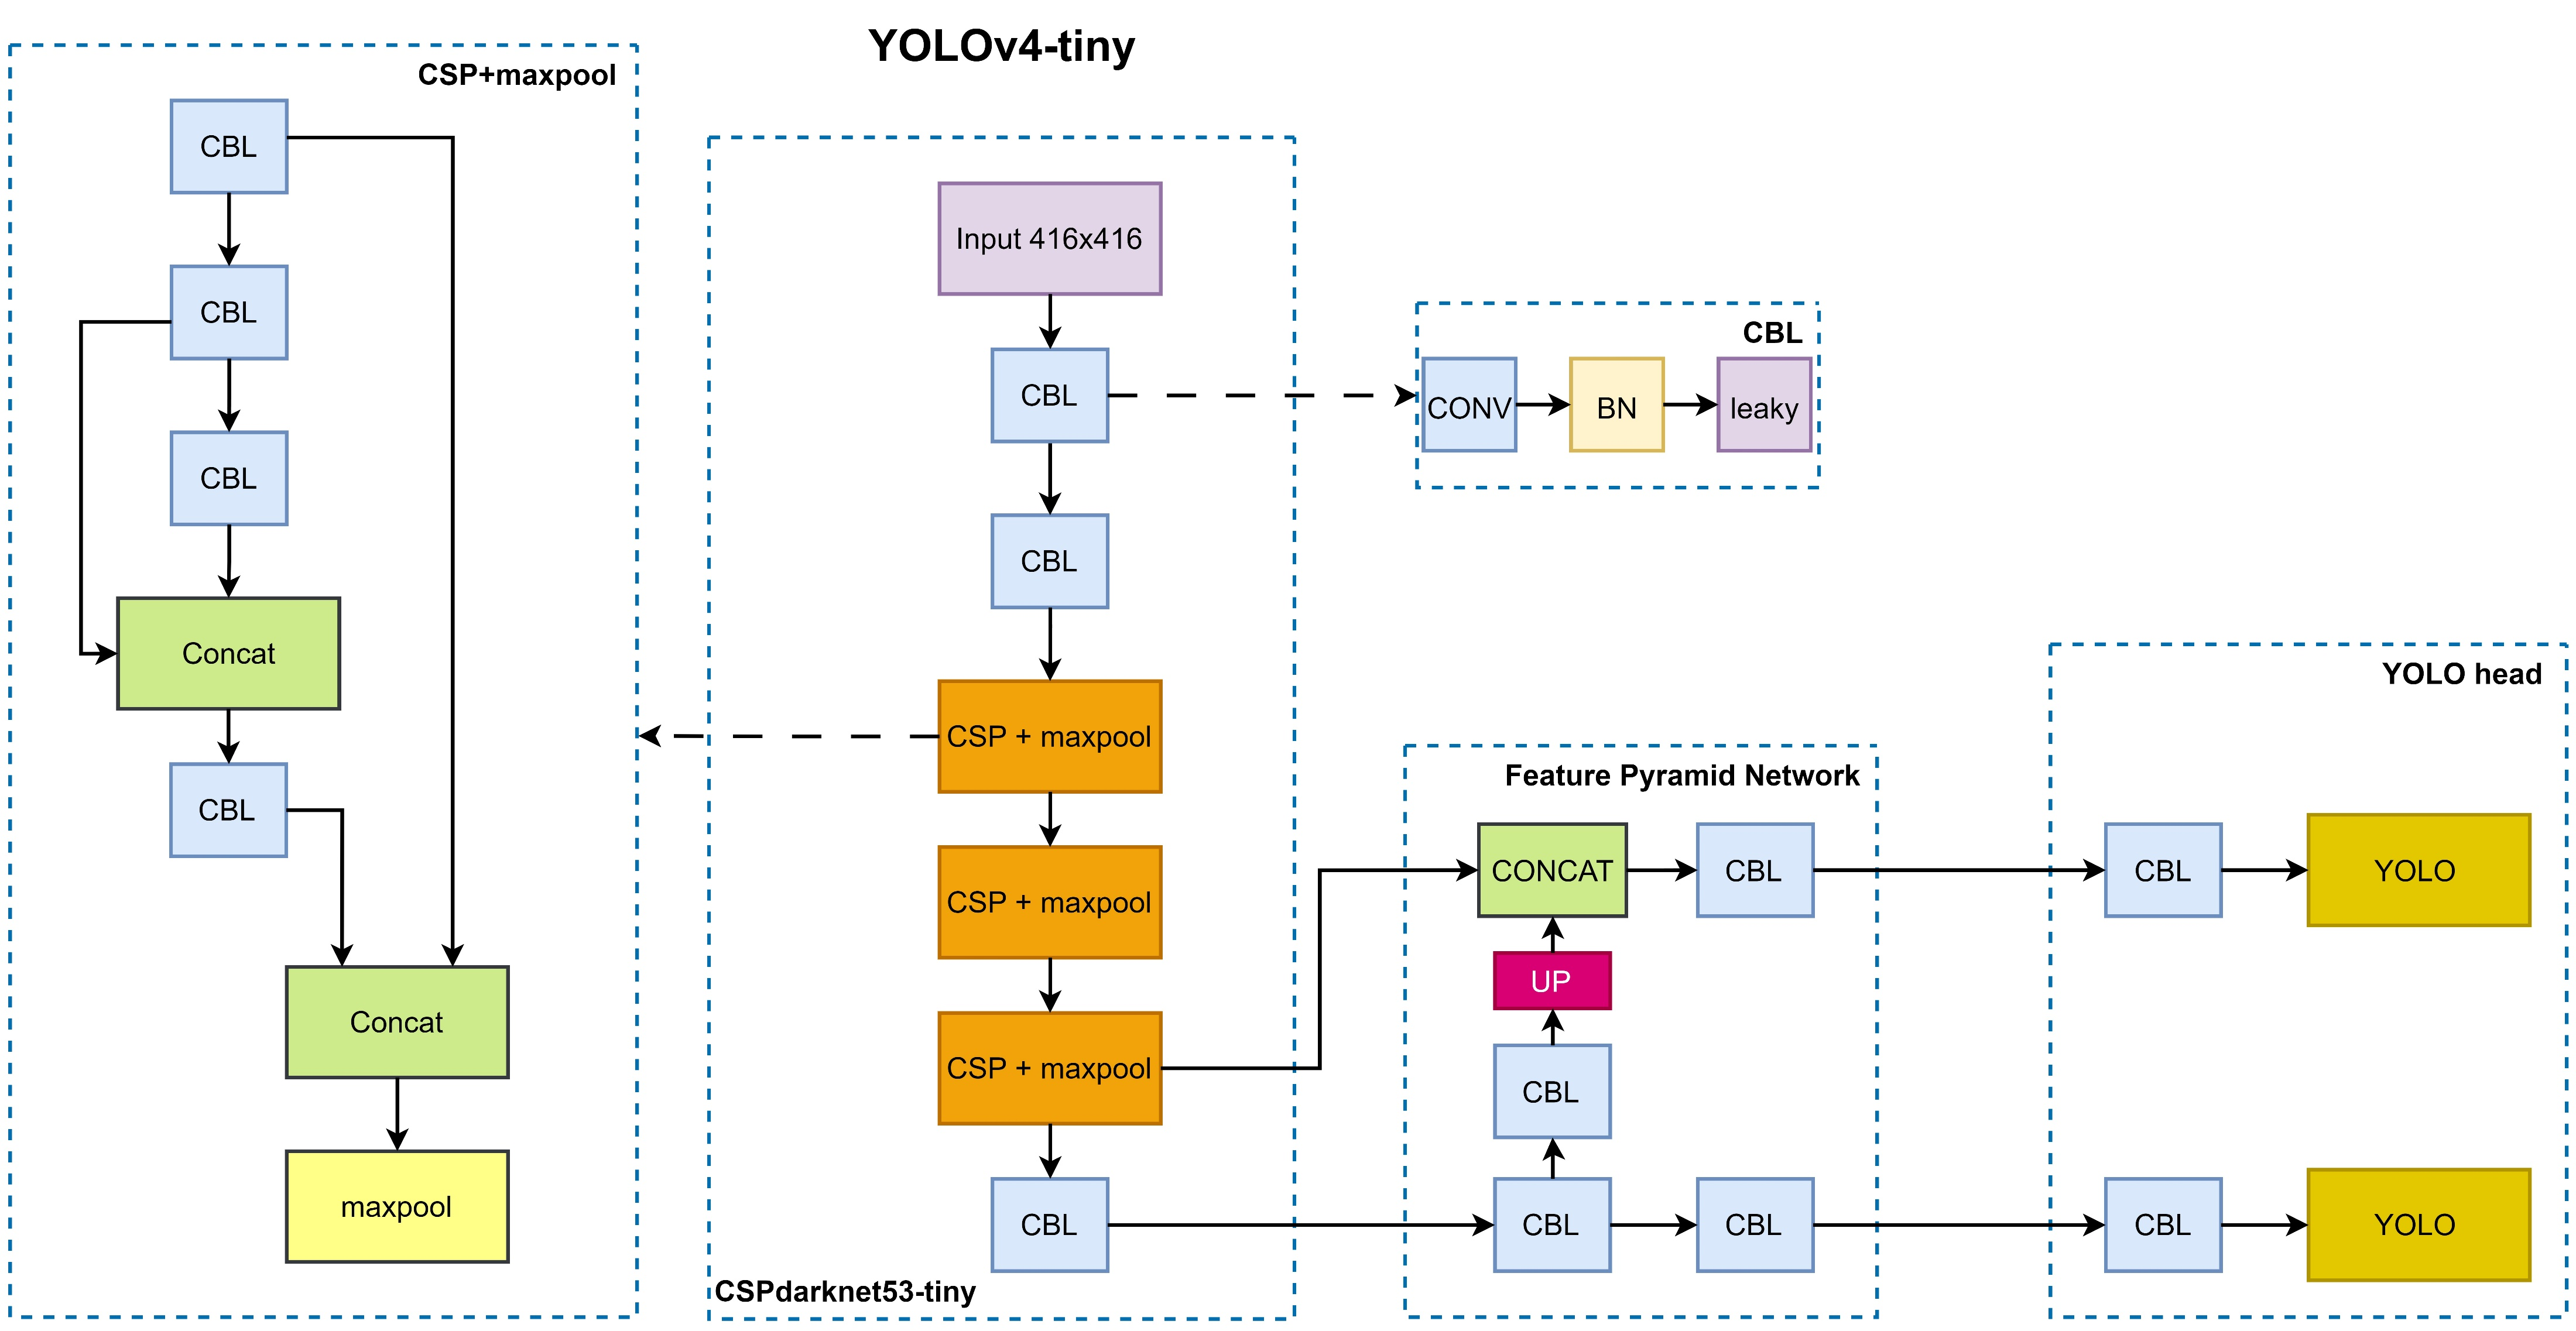 YOLOv4-tiny
CSP+maxpool
CBL
CBL
CBL
Concat
CBL
Concat
maxpool
Input 416x416
CBL
CBL
CSP + maxpool
CSP + maxpool
CSP + maxpool
CBL
CSPdarknet53-tiny
CBL
CONV
BN
leaky
Feature Pyramid Network
CONCAT
CBL
UP
CBL
CBL
CBL
YOLO head
CBL
YOLO
CBL
YOLO